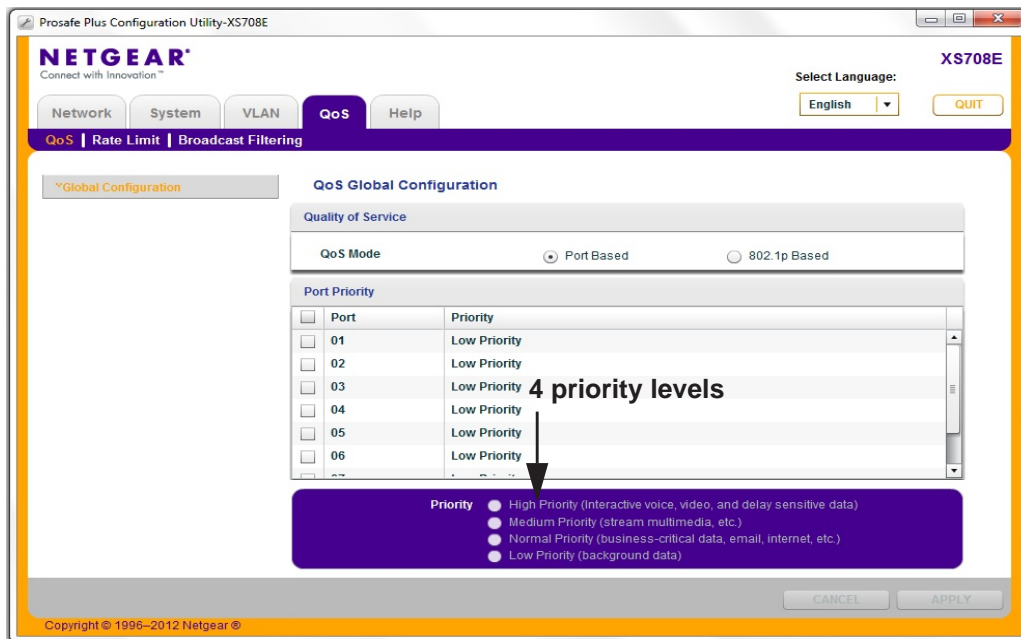 Prosafe Plus Configuration Utility-XS708E
NETGEAR®
Connect with Innovation™
XS708E
Select Language:
English
QUIT
Network System VLAN QoS Help
QoS | Rate Limit | Broadcast Filtering
Global Configuration
QoS Global Configuration
Quality of Service
QoS Mode Port Based 802.1p Based
Port Priority
Port Priority
01 Low Priority
02 Low Priority
03 Low Priority
4 priority levels
04 Low Priority
05 Low Priority
06 Low Priority
Priority High Priority (Interactive voice, video, and delay sensitive data)
Medium Priority (stream multimedia, etc.)
Normal Priority (business-critical data, email, internet, etc.)
Low Priority (background data)
CANCEL APPLY
Copyright © 1996–2012 Netgear ®